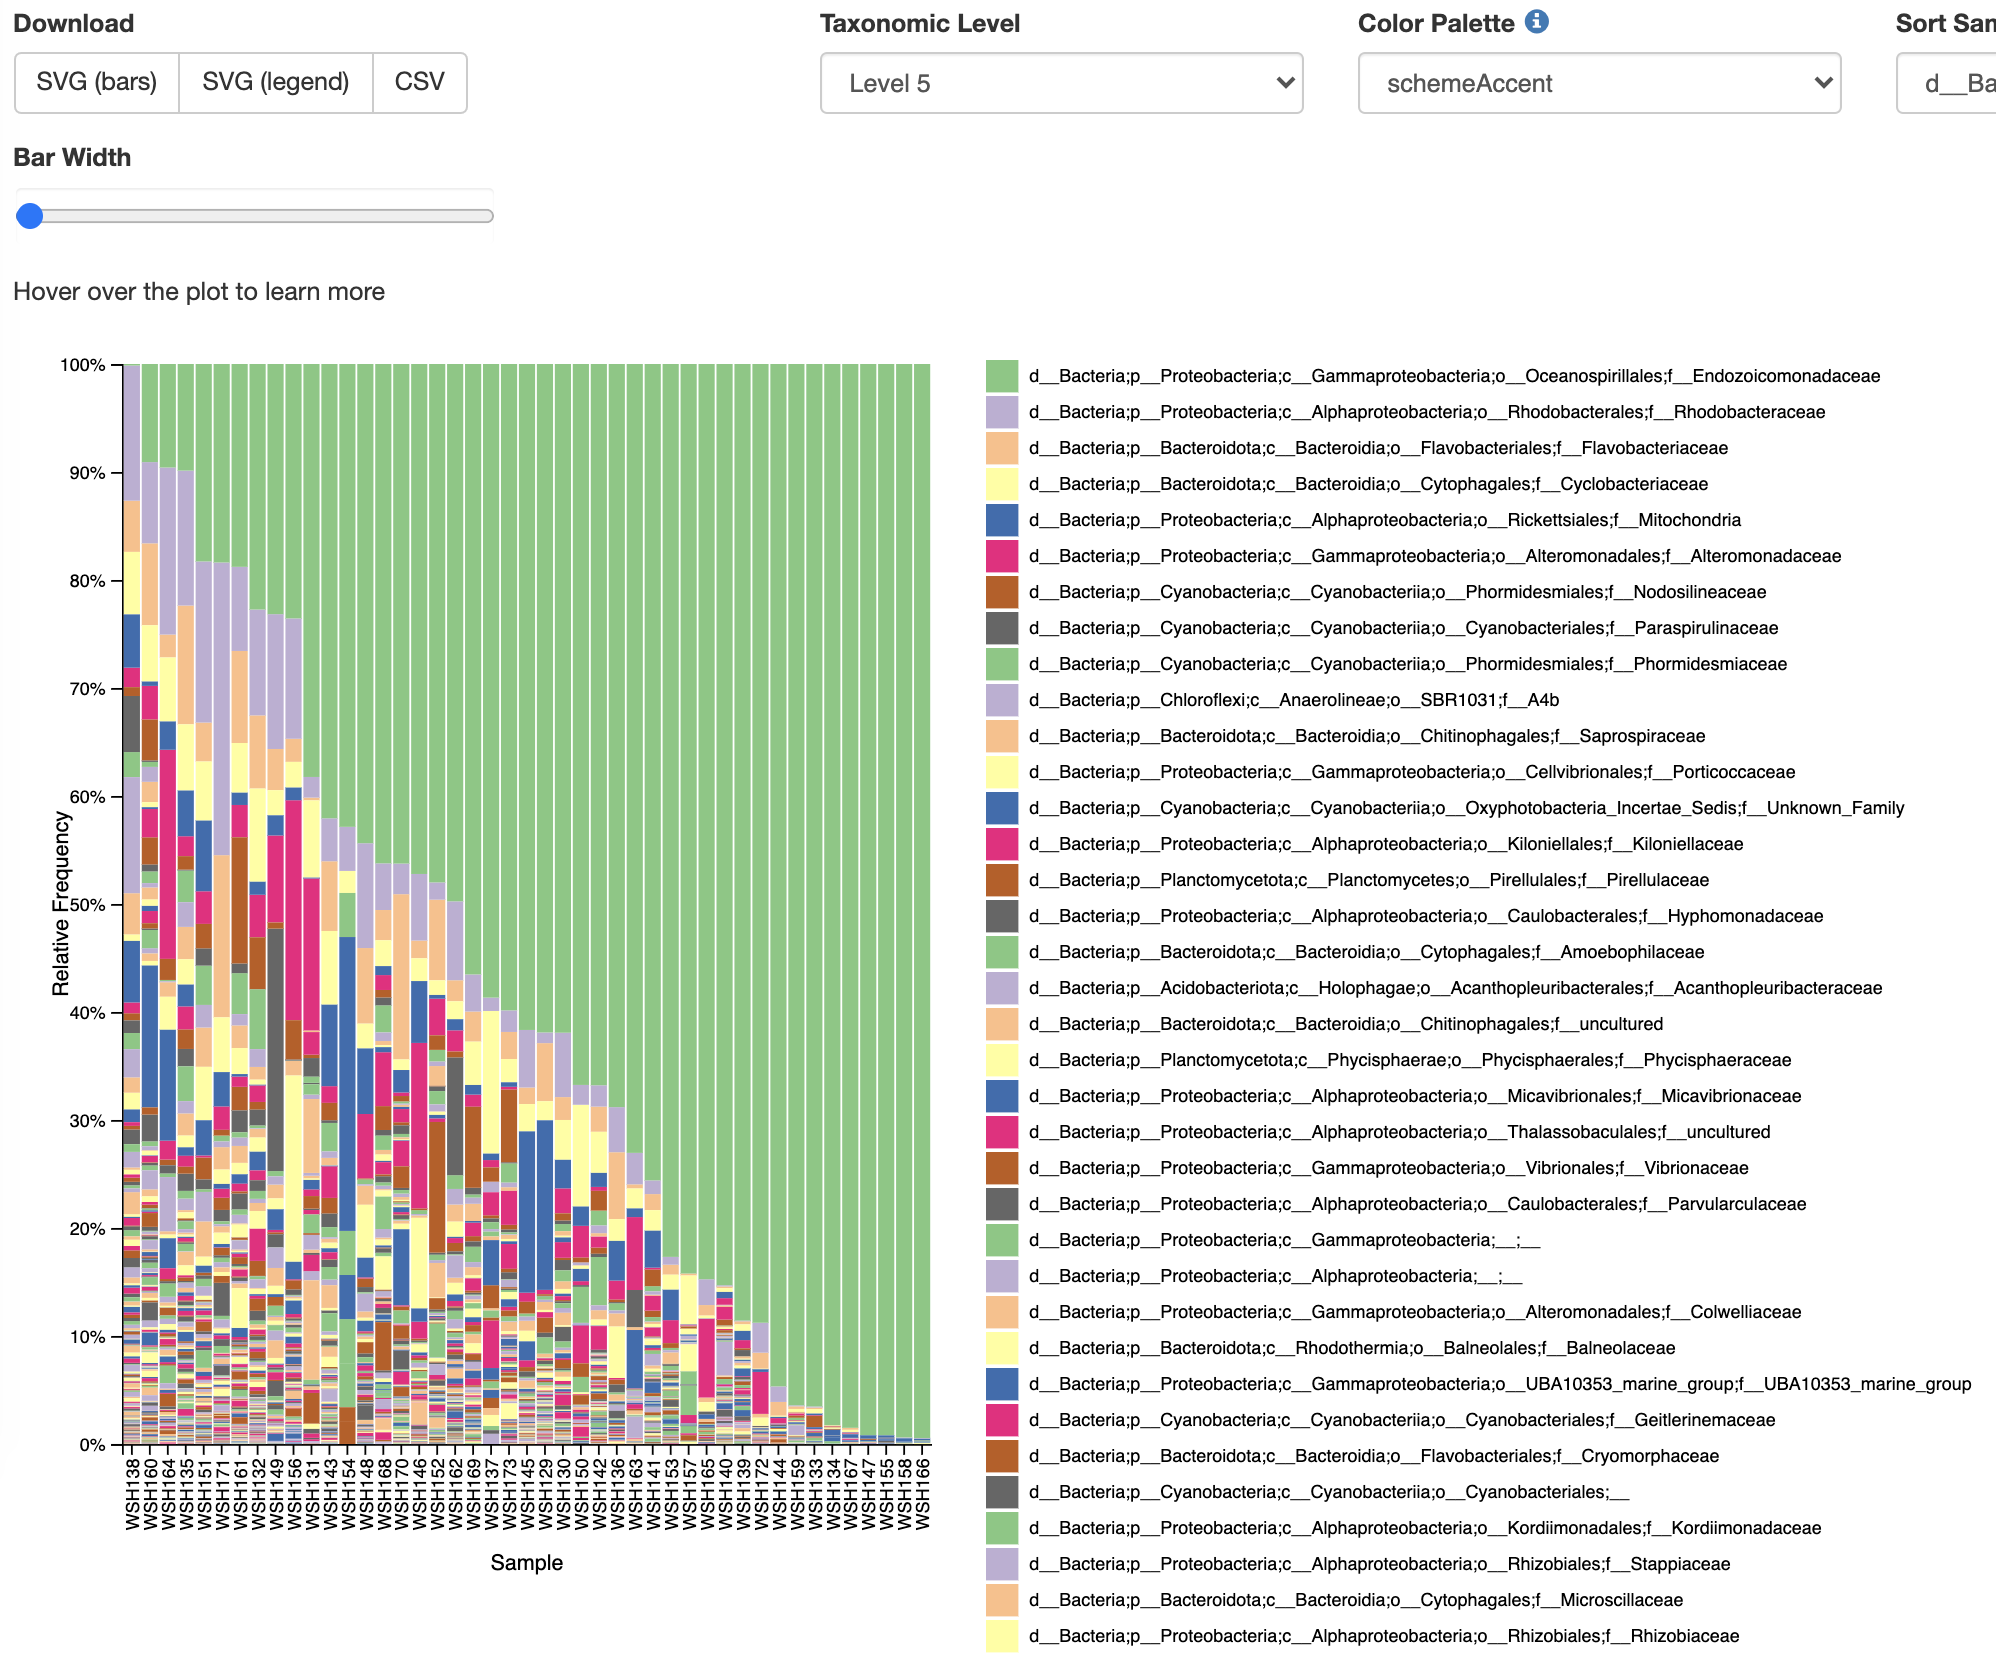 Download
Taxonomic Level
Color Palette
Sort San
SVG (bars)
SVG (legend)
CSV
Level 5
schemeAccent
d__Ba
Bar Width
Hover over the plot to learn more
100%
90%
80%
70%
60%
50%
40%
30%
20%
10%
0%
Relative Frequency
WSH138
WSH160
WSH164
WSH135
WSH151
WSH171
WSH161
WSH132
WSH149
WSH156
WSH131
WSH143
WSH154
WSH148
WSH168
WSH170
WSH146
WSH152
WSH162
WSH169
WSH137
WSH173
WSH145
WSH129
WSH130
WSH150
WSH142
WSH136
WSH163
WSH141
WSH153
WSH157
WSH165
WSH140
WSH139
WSH172
WSH144
WSH159
WSH133
WSH134
WSH167
WSH147
WSH155
WSH158
WSH166
Sample
d__Bacteria;p__Proteobacteria;c__Gammaproteobacteria;o__Oceanospirillales;f__Endozoicomonadaceae
d__Bacteria;p__Proteobacteria;c__Alphaproteobacteria;o__Rhodobacterales;f__Rhodobacteraceae
d__Bacteria;p__Bacteroidota;c__Bacteroidia;o__Flavobacteriales;f__Flavobacteriaceae
d__Bacteria;p__Bacteroidota;c__Bacteroidia;o__Cytophagales;f__Cyclobacteriaceae
d__Bacteria;p__Proteobacteria;c__Alphaproteobacteria;o__Rickettsiales;f__Mitochondria
d__Bacteria;p__Proteobacteria;c__Gammaproteobacteria;o__Alteromonadales;f__Alteromonadaceae
d__Bacteria;p__Cyanobacteria;c__Cyanobacteriia;o__Phormidesmiales;f__Nodosilineaceae
d__Bacteria;p__Cyanobacteria;c__Cyanobacteriia;o__Cyanobacteriales;f__Paraspirulinaceae
d__Bacteria;p__Cyanobacteria;c__Cyanobacteriia;o__Phormidesmiales;f__Phormidesmiaceae
d__Bacteria;p__Chloroflexi;c__Anaerolineae;o__SBR1031;f__A4b
d__Bacteria;p__Bacteroidota;c__Bacteroidia;o__Chitinophagales;f__Saprospiraceae
d__Bacteria;p__Proteobacteria;c__Gammaproteobacteria;o__Cellvibrionales;f__Porticoccaceae
d__Bacteria;p__Cyanobacteria;c__Cyanobacteriia;o__Oxyphotobacteria_Incertae_Sedis;f__Unknown_Family
d__Bacteria;p__Proteobacteria;c__Alphaproteobacteria;o__Kiloniellales;f__Kiloniellaceae
d__Bacteria;p__Planctomycetota;c__Planctomycetes;o__Pirellulales;f__Pirellulaceae
d__Bacteria;p__Proteobacteria;c__Alphaproteobacteria;o__Caulobacterales;f__Hyphomonadaceae
d__Bacteria;p__Bacteroidota;c__Bacteroidia;o__Cytophagales;f__Amoebophilaceae
d__Bacteria;p__Acidobacteriota;c__Holophagae;o__Acanthopleuribacterales;f__Acanthopleuribacteraceae
d__Bacteria;p__Bacteroidota;c__Bacteroidia;o__Chitinophagales;f__uncultured
d__Bacteria;p__Planctomycetota;c__Phycisphaerae;o__Phycisphaerales;f__Phycisphaeraceae
d__Bacteria;p__Proteobacteria;c__Alphaproteobacteria;o__Micavibrionales;f__Micavibrionaceae
d__Bacteria;p__Proteobacteria;c__Alphaproteobacteria;o__Thalassobaculales;f__uncultured
d__Bacteria;p__Proteobacteria;c__Gammaproteobacteria;o__Vibrionales;f__Vibrionaceae
d__Bacteria;p__Proteobacteria;c__Alphaproteobacteria;o__Caulobacterales;f__Parvularculaceae
d__Bacteria;p__Proteobacteria;c__Gammaproteobacteria;__;__
d__Bacteria;p__Proteobacteria;c__Alphaproteobacteria;__;__
d__Bacteria;p__Proteobacteria;c__Gammaproteobacteria;o__Alteromonadales;f__Colwelliaceae
d__Bacteria;p__Bacteroidota;c__Rhodothermia;o__Balneolales;f__Balneolaceae
d__Bacteria;p__Proteobacteria;c__Gammaproteobacteria;o__UBA10353_marine_group;f__UBA10353_marine_group
d__Bacteria;p__Cyanobacteria;c__Cyanobacteriia;o__Cyanobacteriales;f__Geitlerinemaceae
d__Bacteria;p__Bacteroidota;c__Bacteroidia;o__Flavobacteriales;f__Cryomorphaceae
d__Bacteria;p__Cyanobacteria;c__Cyanobacteriia;o__Cyanobacteriales;__
d__Bacteria;p__Proteobacteria;c__Alphaproteobacteria;o__Kordiimonadales;f__Kordiimonadaceae
d__Bacteria;p__Proteobacteria;c__Alphaproteobacteria;o__Rhizobiales;f__Stappiaceae
d__Bacteria;p__Bacteroidota;c__Bacteroidia;o__Cytophagales;f__Microscillaceae
d__Bacteria;p__Proteobacteria;c__Alphaproteobacteria;o__Rhizobiales;f__Rhizobiaceae